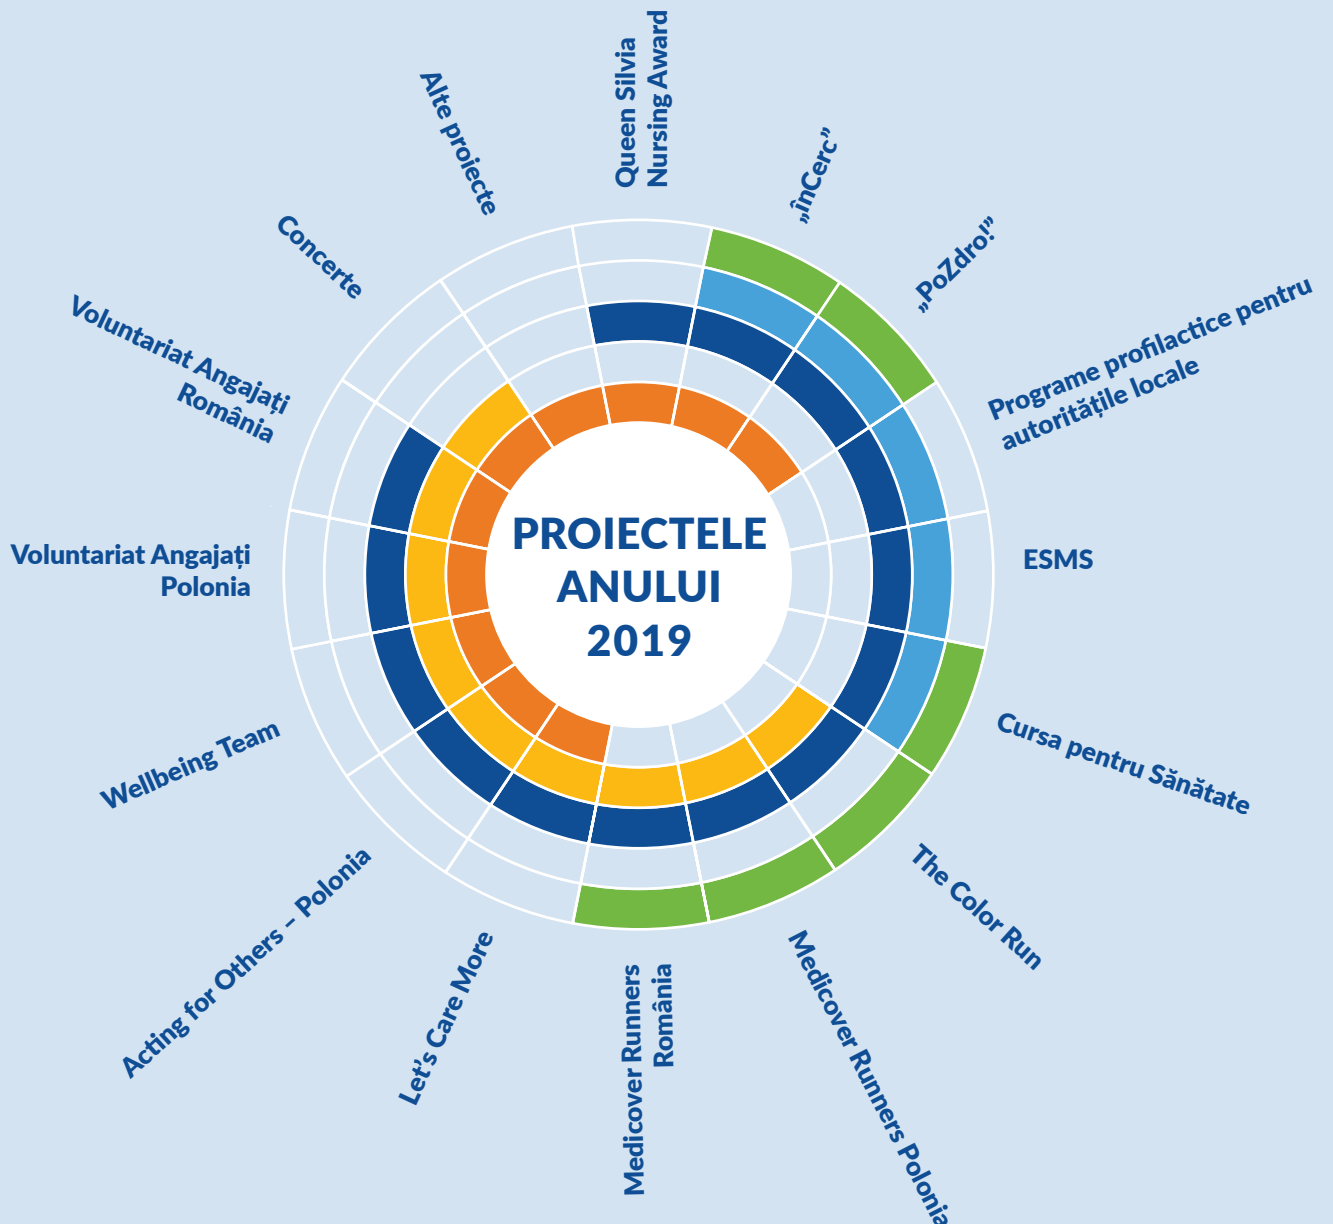 PROIECTELE
ANULUI
2019
Queen Silvia
Nursing Award
„înCerc”
„PoZdro!”
Programe profilactice pentru
autoritățile locale
ESMS
Cursa pentru Sănătate
The Color Run
Medicover Runners Polonia
Medicover Runners
România
Let's Care More
Acting for Others – Polonia
Wellbeing Team
Voluntariat Angajați
Polonia
Voluntariat Angajați
România
Concerte
Alte proiecte